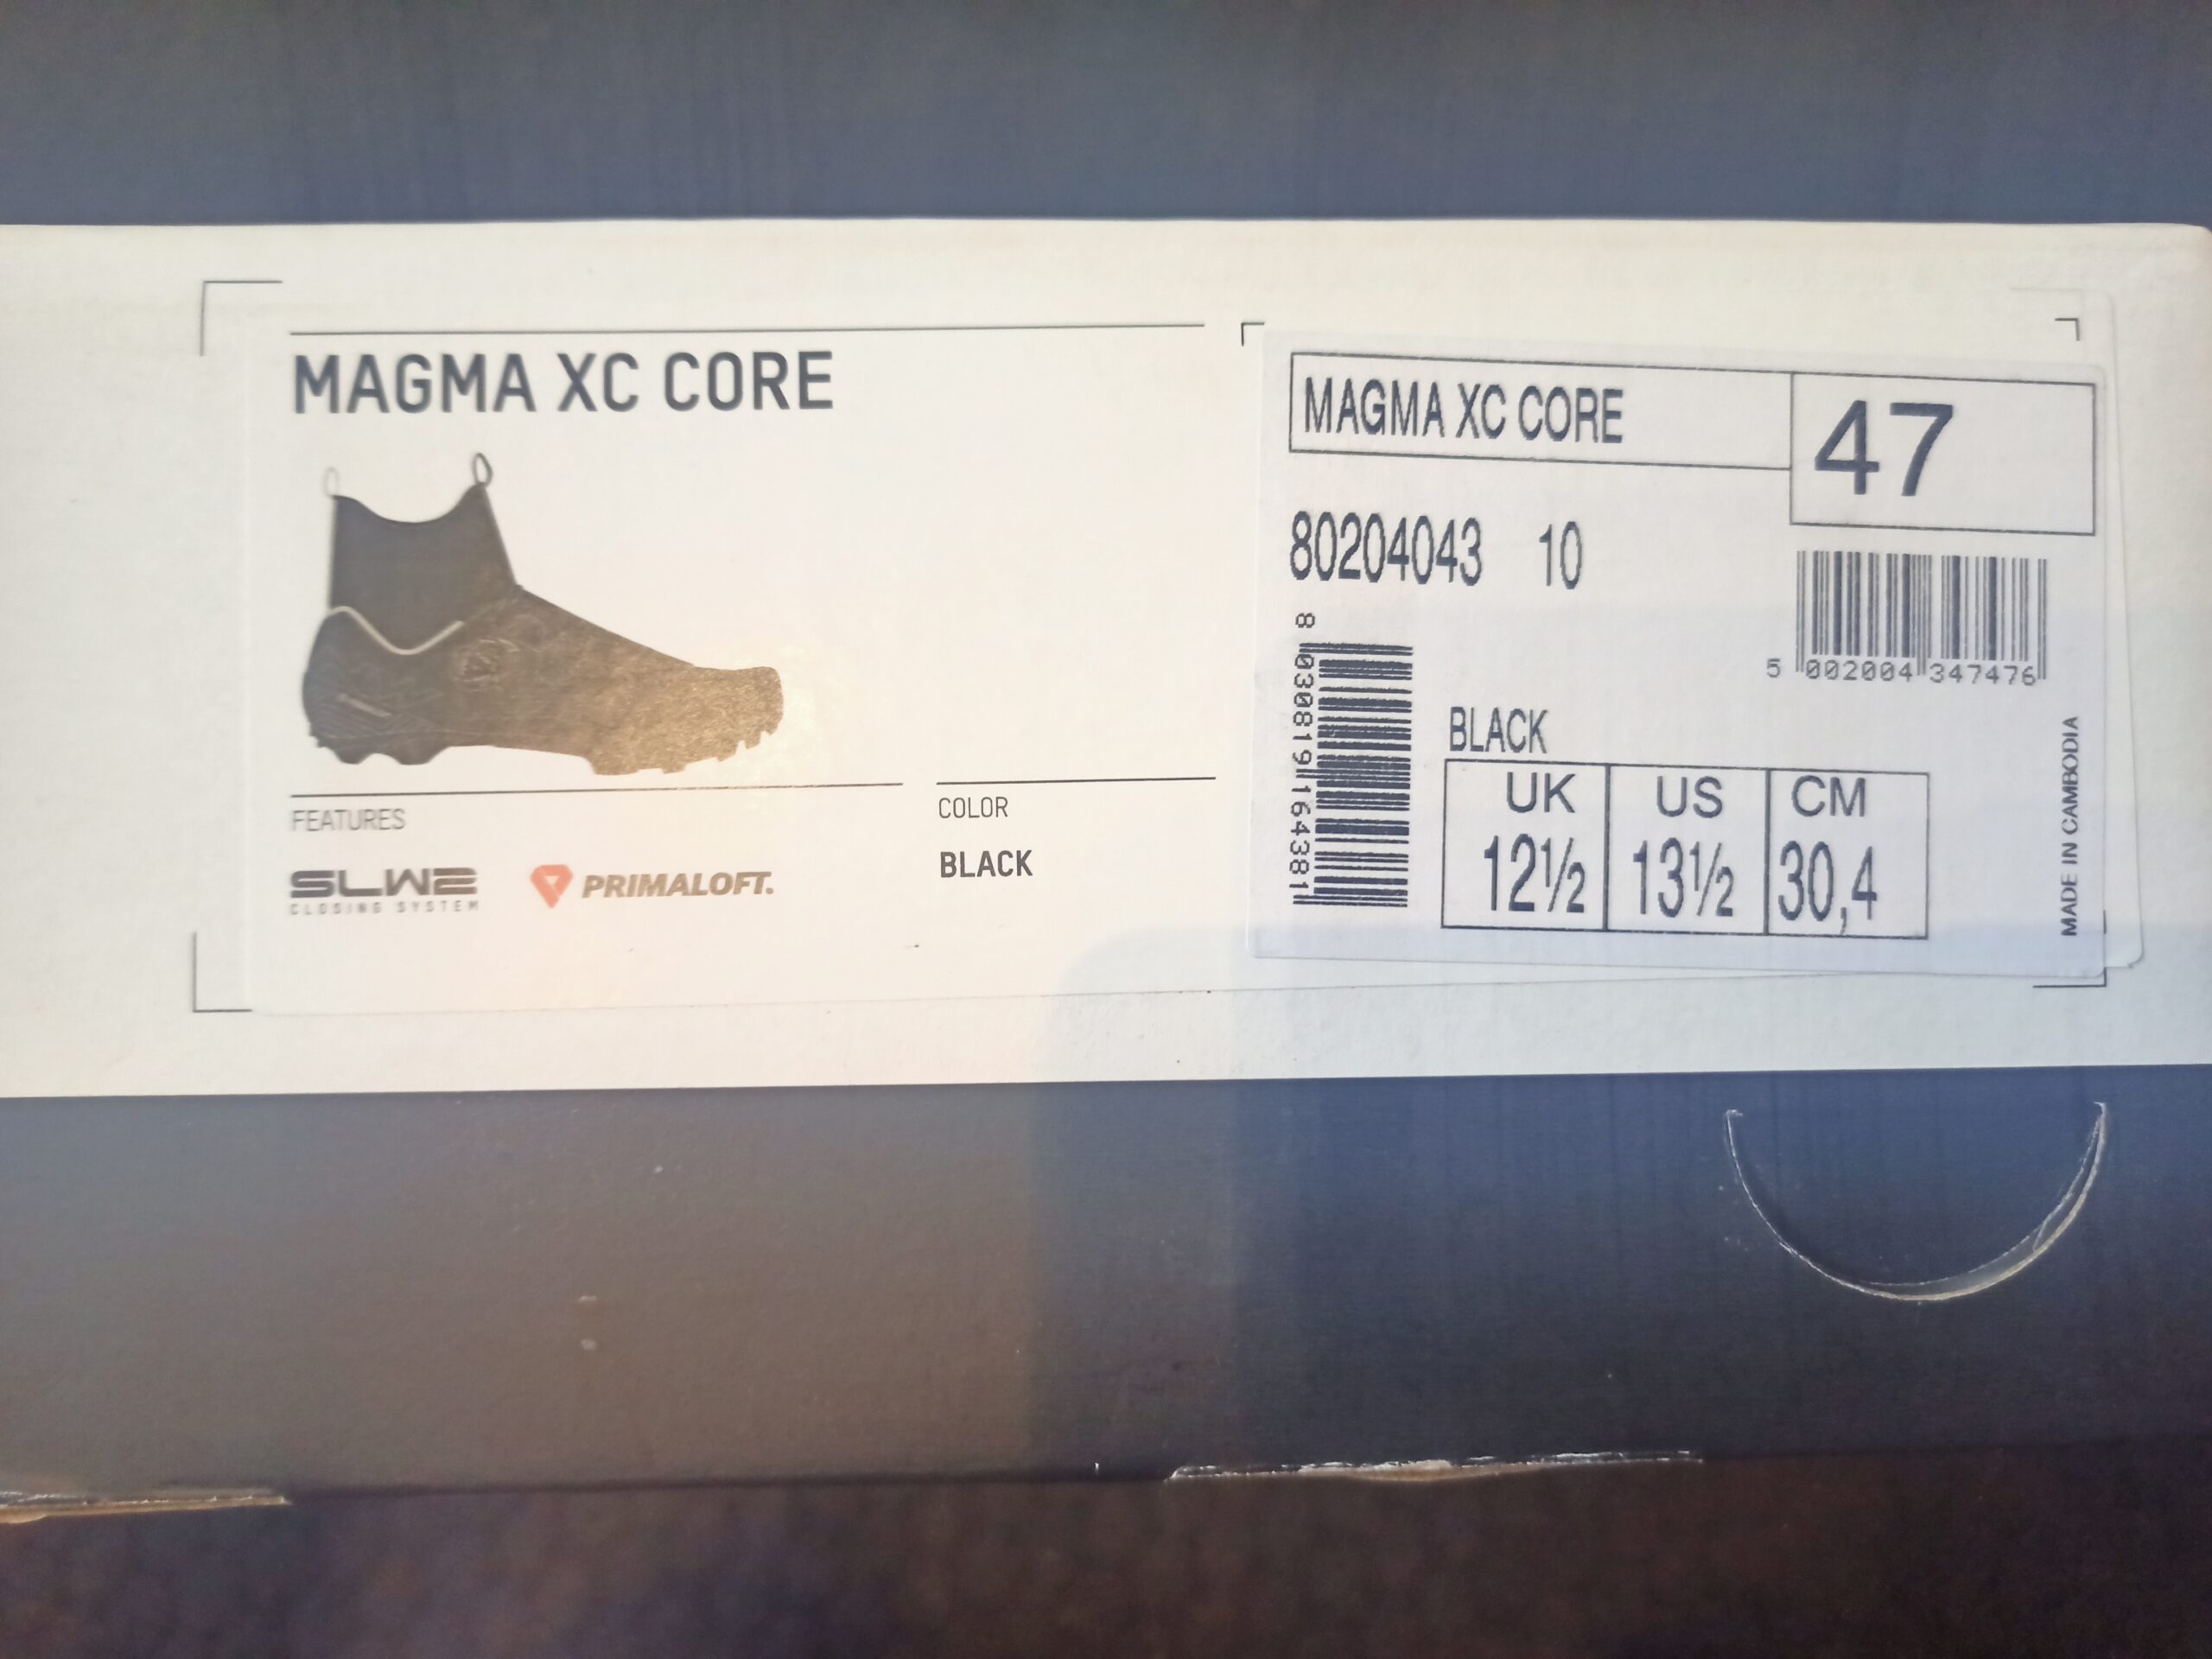 MAGMA XC CORE
FEATURES
SLW2
CLOSING SYSTEM
PRIMALOFT.
COLOR
BLACK
MAGMA XC CORE
47
80204043 10
8 030819 164381
5 002004 347476
BLACK
UK US CM
12½ 13½ 30,4
MADE IN CAMBODIA